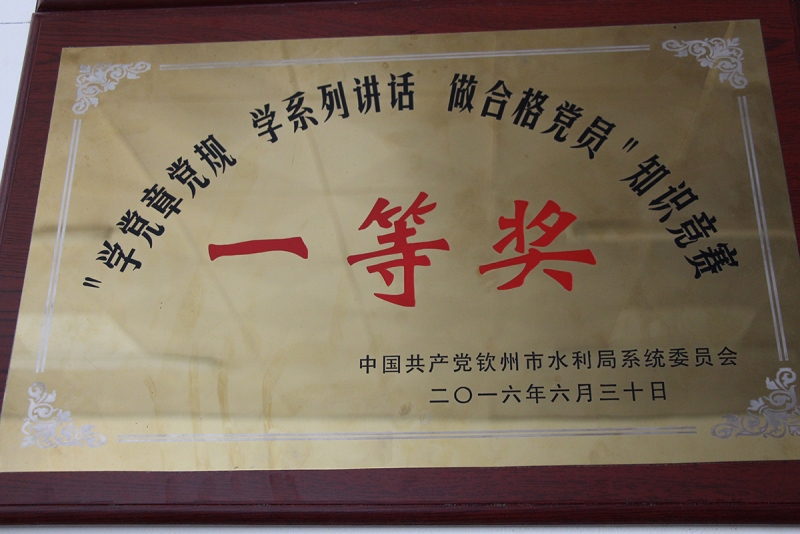 "学党章党规 学系列讲话 做合格党员"知识竞赛
一等奖
中国共产党钦州市水利局系统委员会
二〇一六年六月三十日